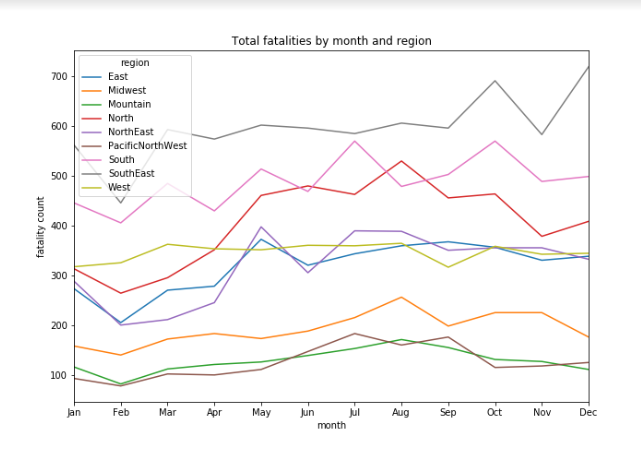 Total fatalities by month and region
region
East
Midwest
Mountain
North
NorthEast
PacificNorthWest
South
SouthEast
West
fatality count
700
600
500
400
300
200
100
Jan Feb Mar Apr May Jun Jul Aug Sep Oct Nov Dec
month